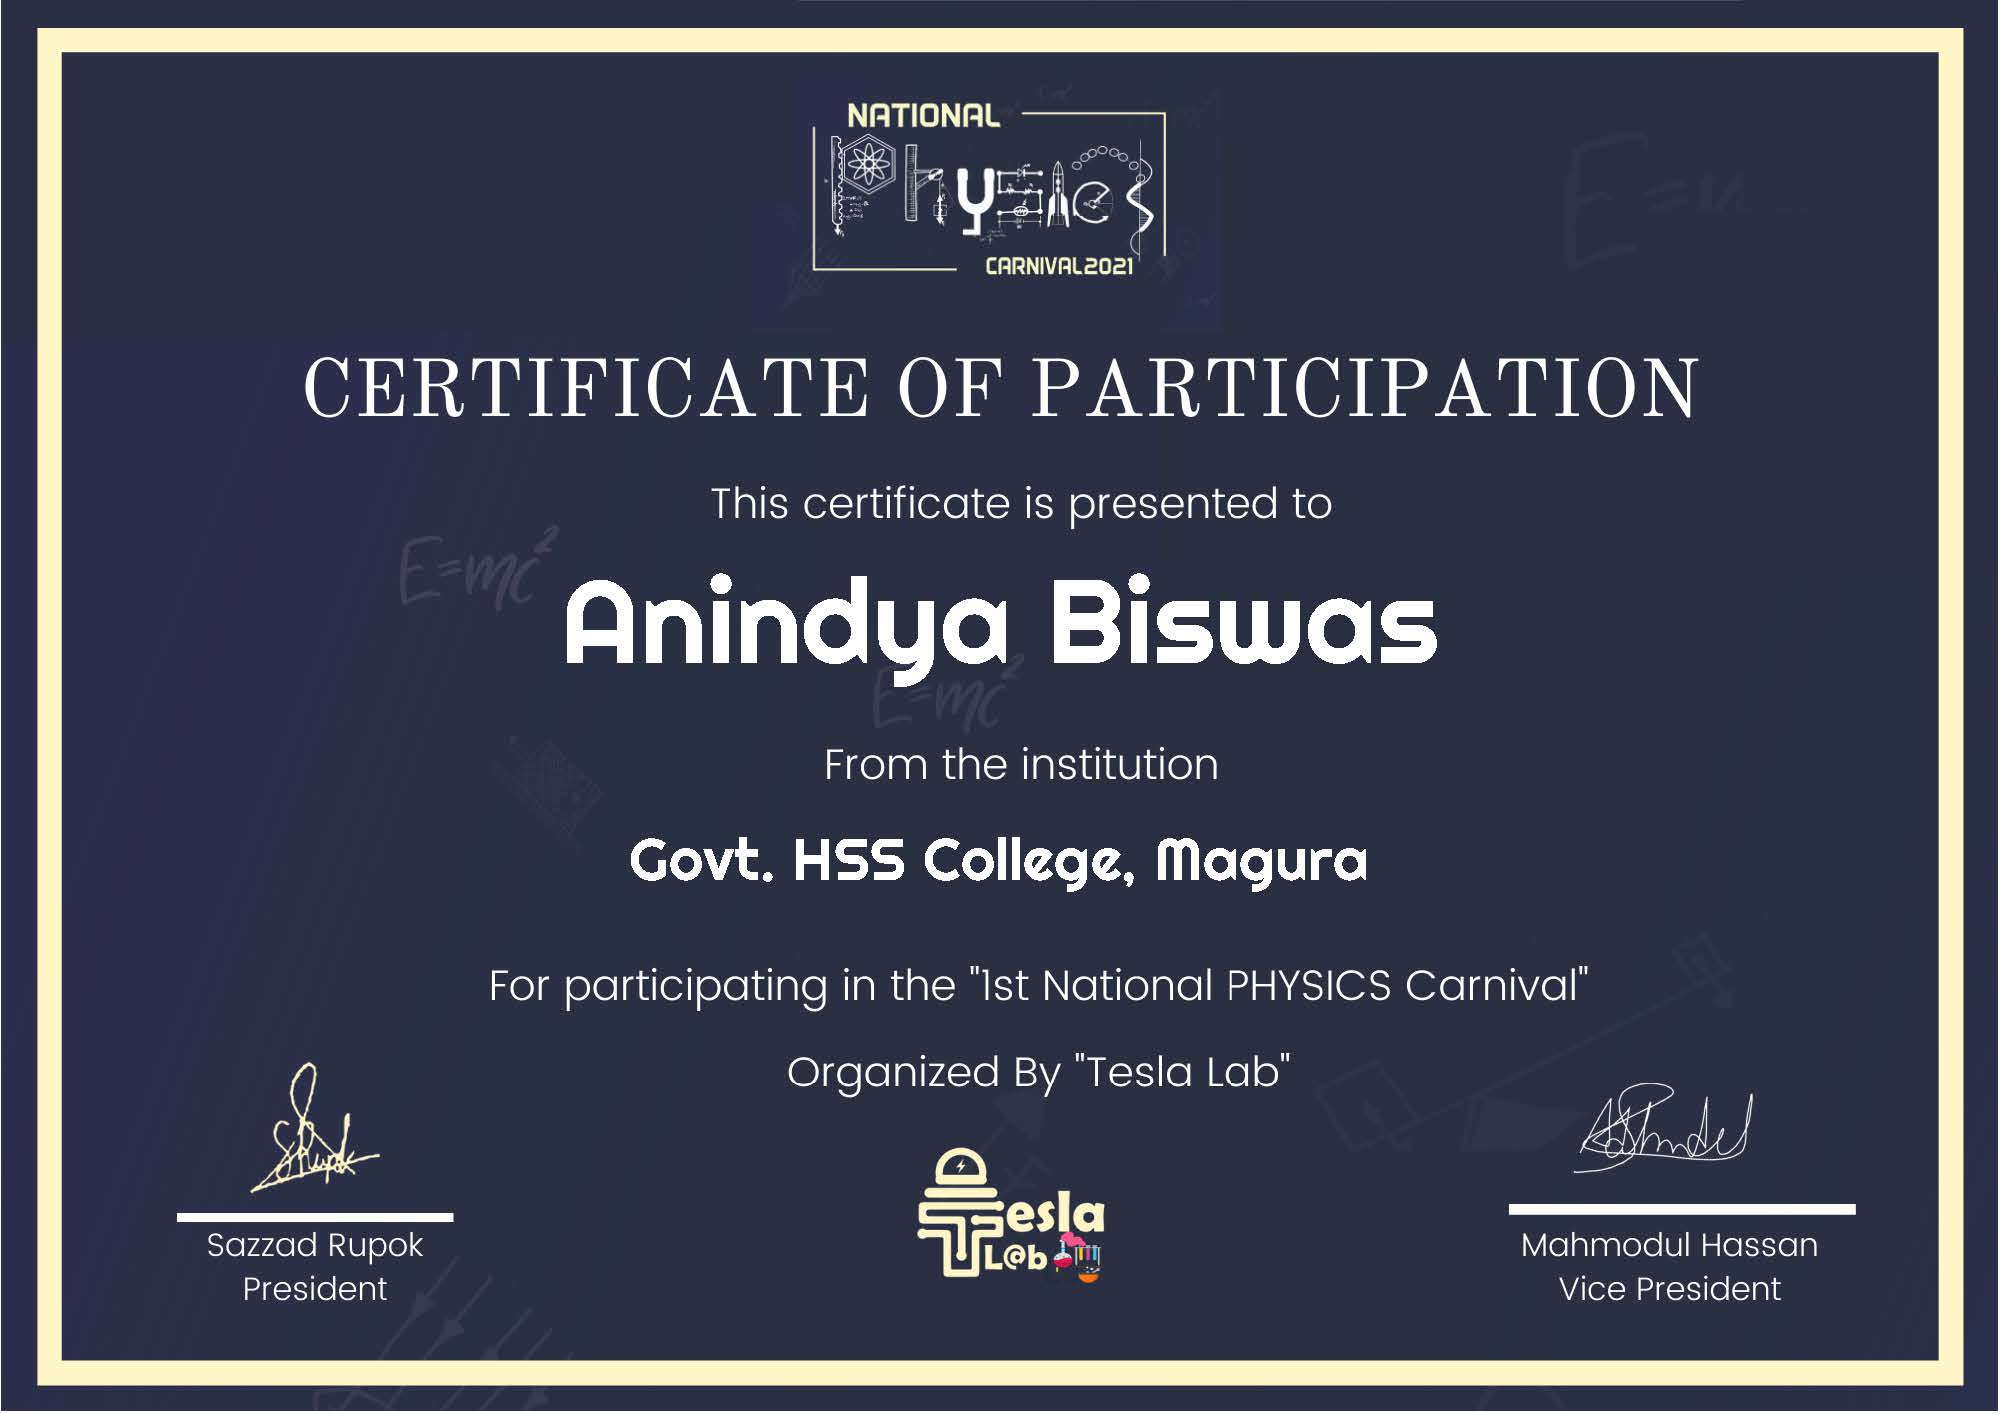 NATIONAL
Physics
CARNIVAL2021
CERTIFICATE OF PARTICIPATION
This certificate is presented to
E=mc²
Anindya Biswas
E=mc²
From the institution
Govt. HSS College, Magura
For participating in the "1st National PHYSICS Carnival"
Organized By "Tesla Lab"
Tesla
L@b
Sazzad Rupok
President
Mahmodul Hassan
Vice President